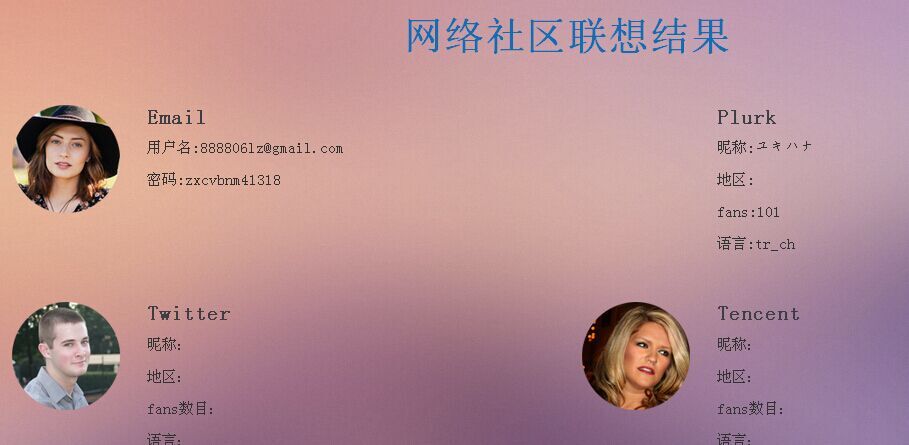 网络社区联想结果
Email
用户名:888806lz@gmail.com
密码:zxcvbnm41318
Plurk
昵称:ユキハナ
地区:
fans:101
语言:tr_ch
Twitter
昵称:
地区:
fans数目:
语言:
Tencent
昵称:
地区:
fans数目:
语言: